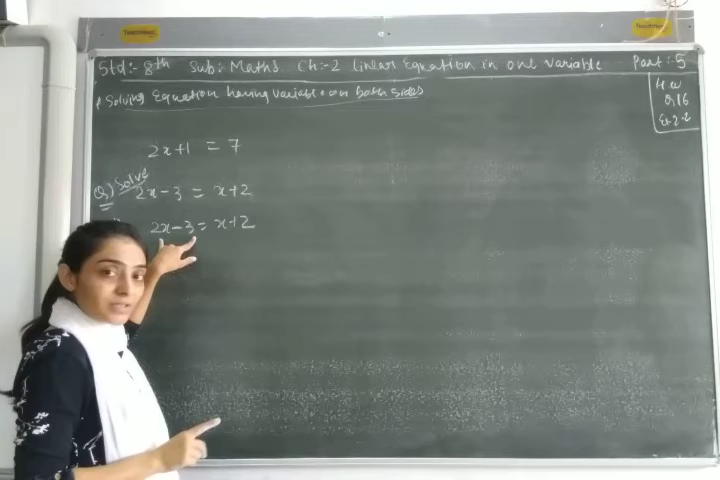 Std:- 8th Sub:- Maths Ch:-2 Linear Equation in one variable Part:-5
Solving Equation having variable on both sides
H.w
Ex 2.2
2x+1 = 7
Q) Solve 2x-3 = x+2
2x-3 = x+2